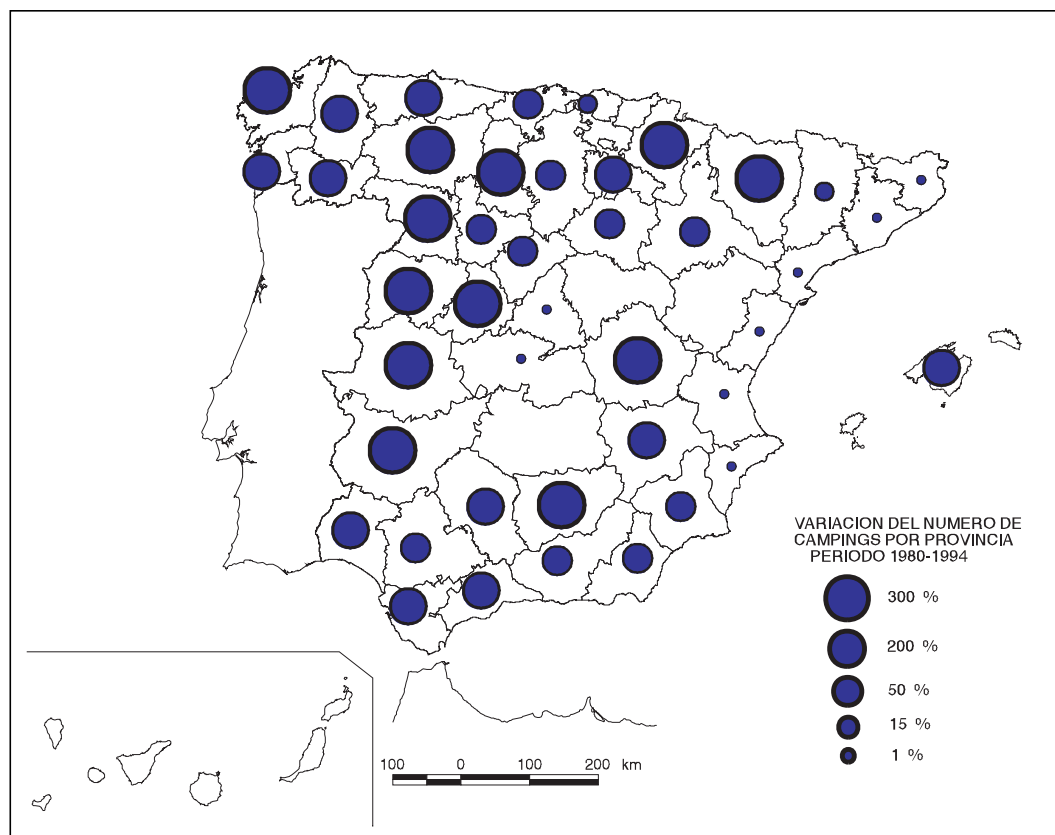 VARIACION DEL NUMERO DE
CAMPINGS POR PROVINCIA
PERIODO 1980-1994
300 %
200 %
50 %
15 %
1 %
100 0 100 200 km